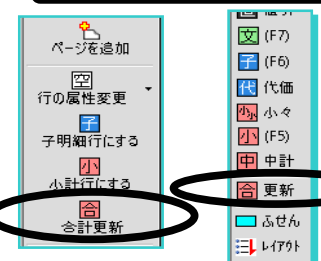 ページを追加
空
行の属性変更
子
子明細行にする
小
小計行にする
合
合計更新
文 (F7)
子 (F6)
代 代価
小々 小々
小 (F5)
中 中計
合 更新
ふせん
レイアウト